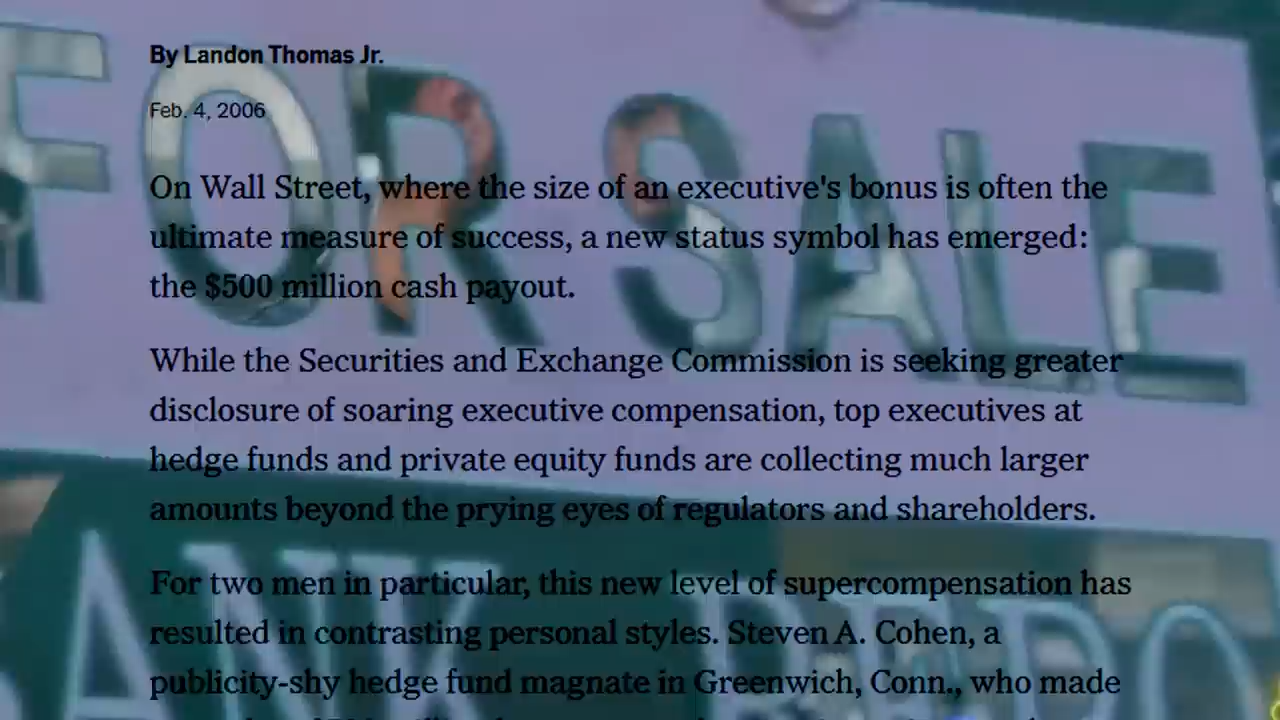 By Landon Thomas Jr.
Feb. 4, 2006
On Wall Street, where the size of an executive's bonus is often the
ultimate measure of success, a new status symbol has emerged:
the $500 million cash payout.
While the Securities and Exchange Commission is seeking greater
disclosure of soaring executive compensation, top executives at
hedge funds and private equity funds are collecting much larger
amounts beyond the prying eyes of regulators and shareholders.
For two men in particular, this new level of supercompensation has
resulted in contrasting personal styles. Steven A. Cohen, a
publicity-shy hedge fund magnate in Greenwich, Conn., who made
FOR SALE
BANK REPO